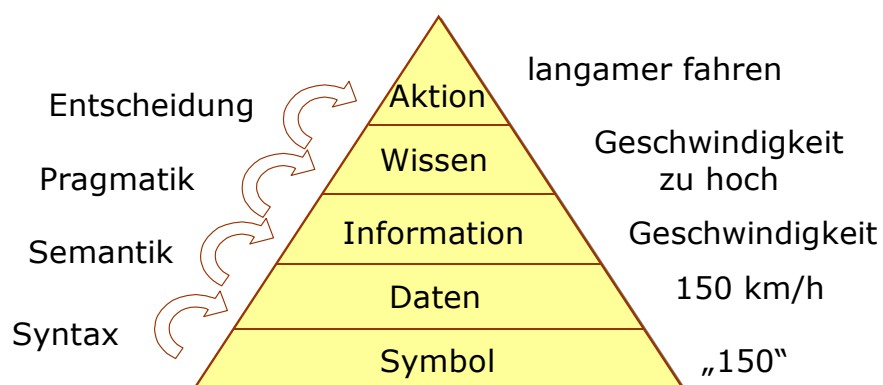 langamer fahren
Entscheidung
Aktion
Wissen
Geschwindigkeit
zu hoch
Pragmatik
Information
Geschwindigkeit
Semantik
Daten
150 km/h
Syntax
Symbol
„150“